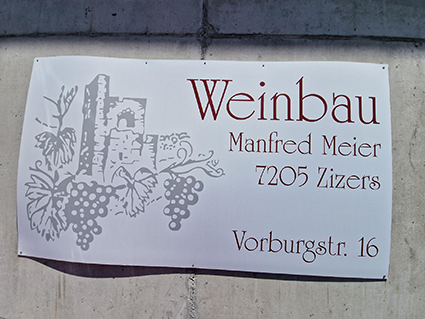 Weinbau
Manfred Meier
7205 Zizers
Vorburgstr. 16